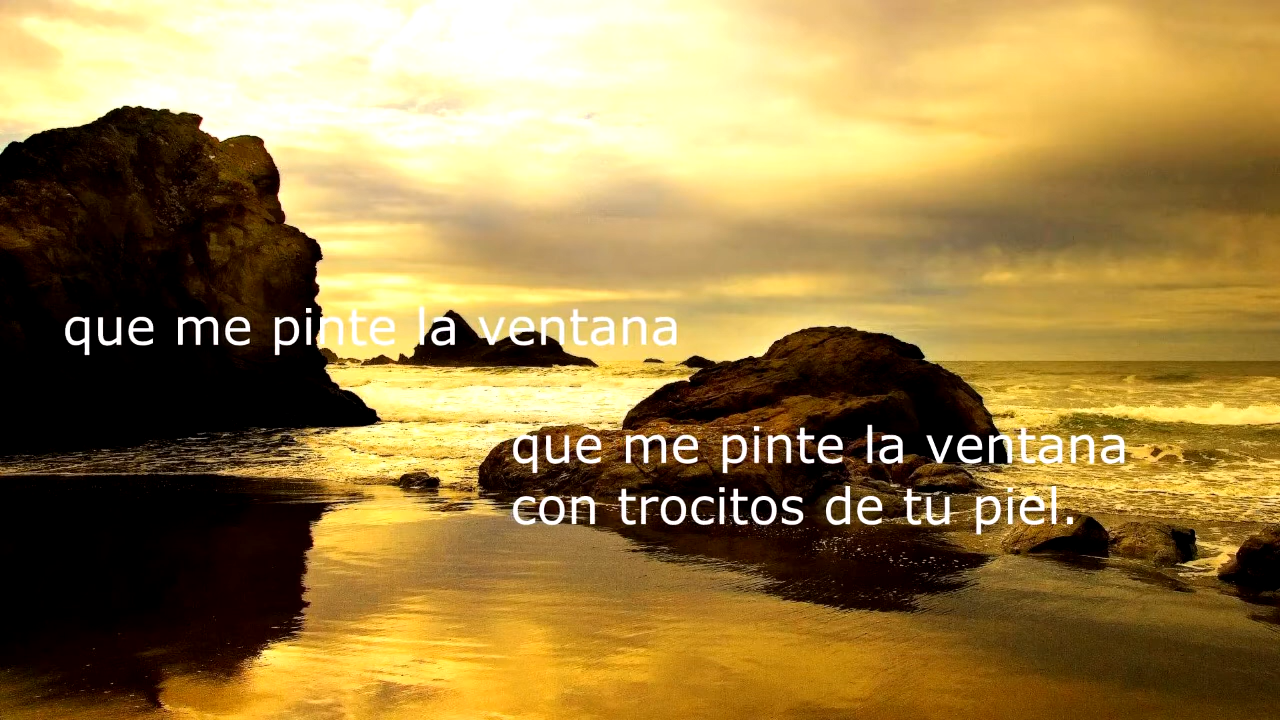 que me pinte la ventana
que me pinte la ventana
con trocitos de tu piel.